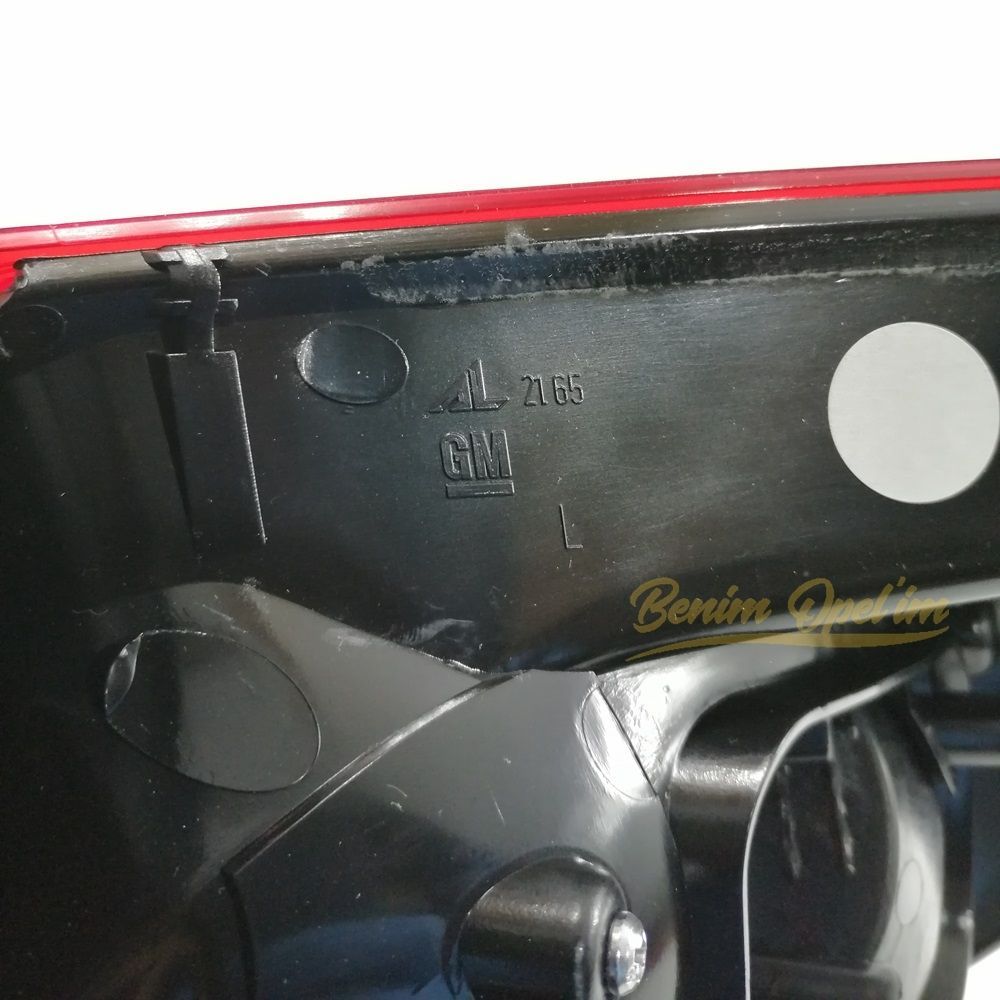 AL 2165
GM
L
Benim Opel'im